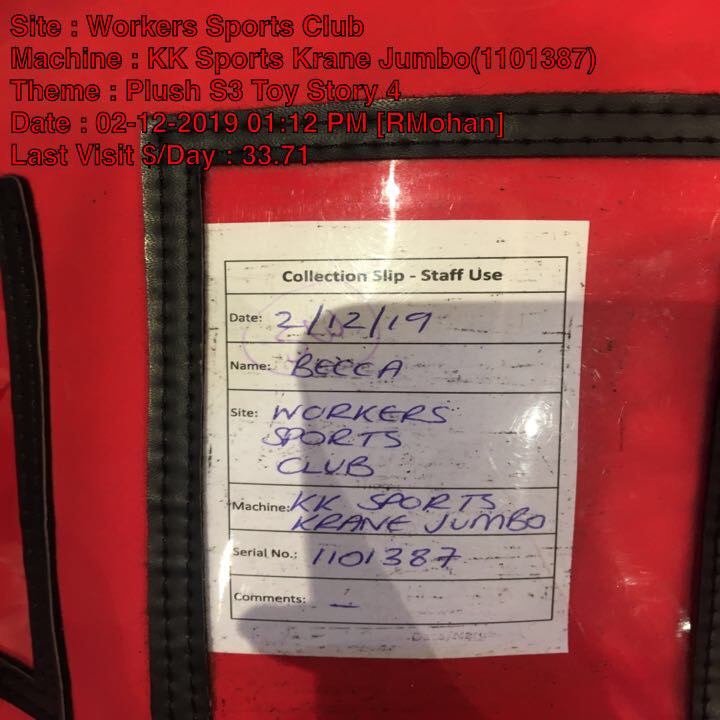 Site : Workers Sports Club
Machine : KK Sports Krane Jumbo(1101387)
Theme : Plush S3 Toy Story 4
Date : 02-12-2019 01:12 PM [RMohan]
Last Visit $/Day : 33.71
Collection Slip - Staff Use
Date: 2/12/19
Name: BECCA
Site: WORKERS
SPORTS
CLUB
Machine: KK SPORTS
KRANE JUMBO
Serial No.: 1101387
Comments: —